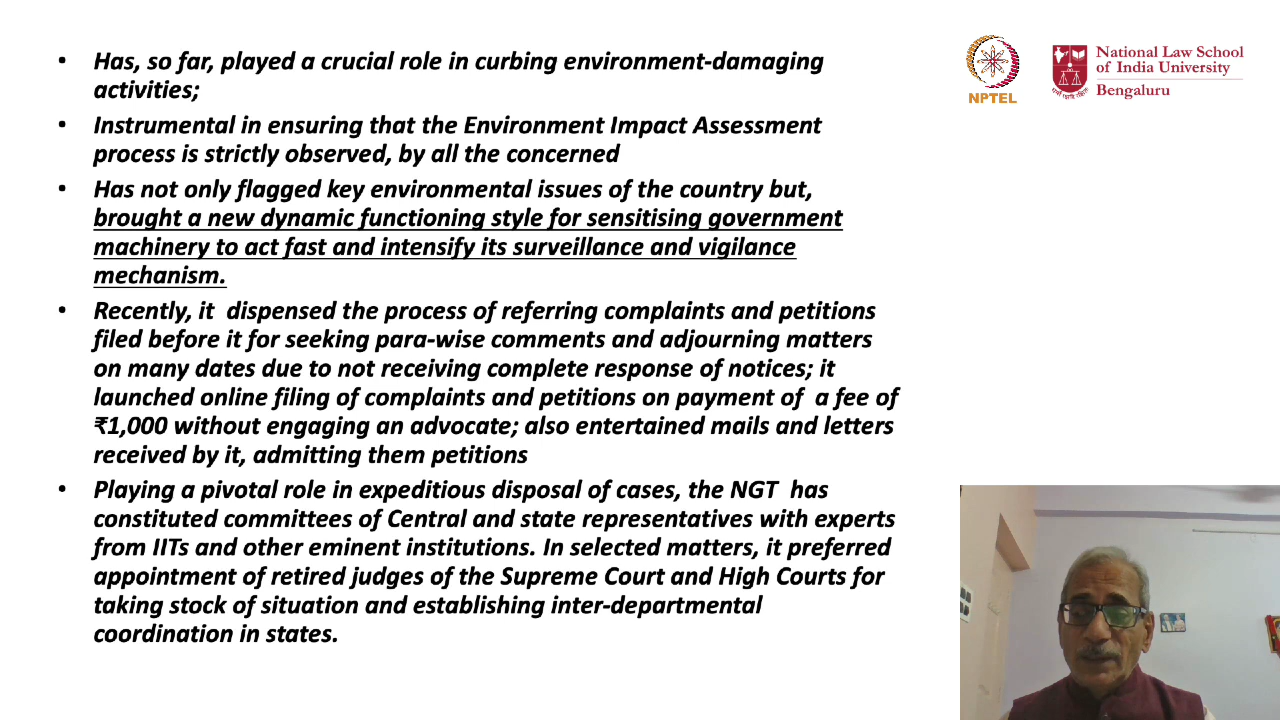 • Has, so far, played a crucial role in curbing environment-damaging
activities;
• Instrumental in ensuring that the Environment Impact Assessment
process is strictly observed, by all the concerned
• Has not only flagged key environmental issues of the country but,
brought a new dynamic functioning style for sensitising government
machinery to act fast and intensify its surveillance and vigilance
mechanism.
• Recently, it dispensed the process of referring complaints and petitions
filed before it for seeking para-wise comments and adjourning matters
on many dates due to not receiving complete response of notices; it
launched online filing of complaints and petitions on payment of a fee of
₹1,000 without engaging an advocate; also entertained mails and letters
received by it, admitting them petitions
• Playing a pivotal role in expeditious disposal of cases, the NGT has
constituted committees of Central and state representatives with experts
from IITs and other eminent institutions. In selected matters, it preferred
appointment of retired judges of the Supreme Court and High Courts for
taking stock of situation and establishing inter-departmental
coordination in states.
NPTEL
National Law School
of India University
Bengaluru